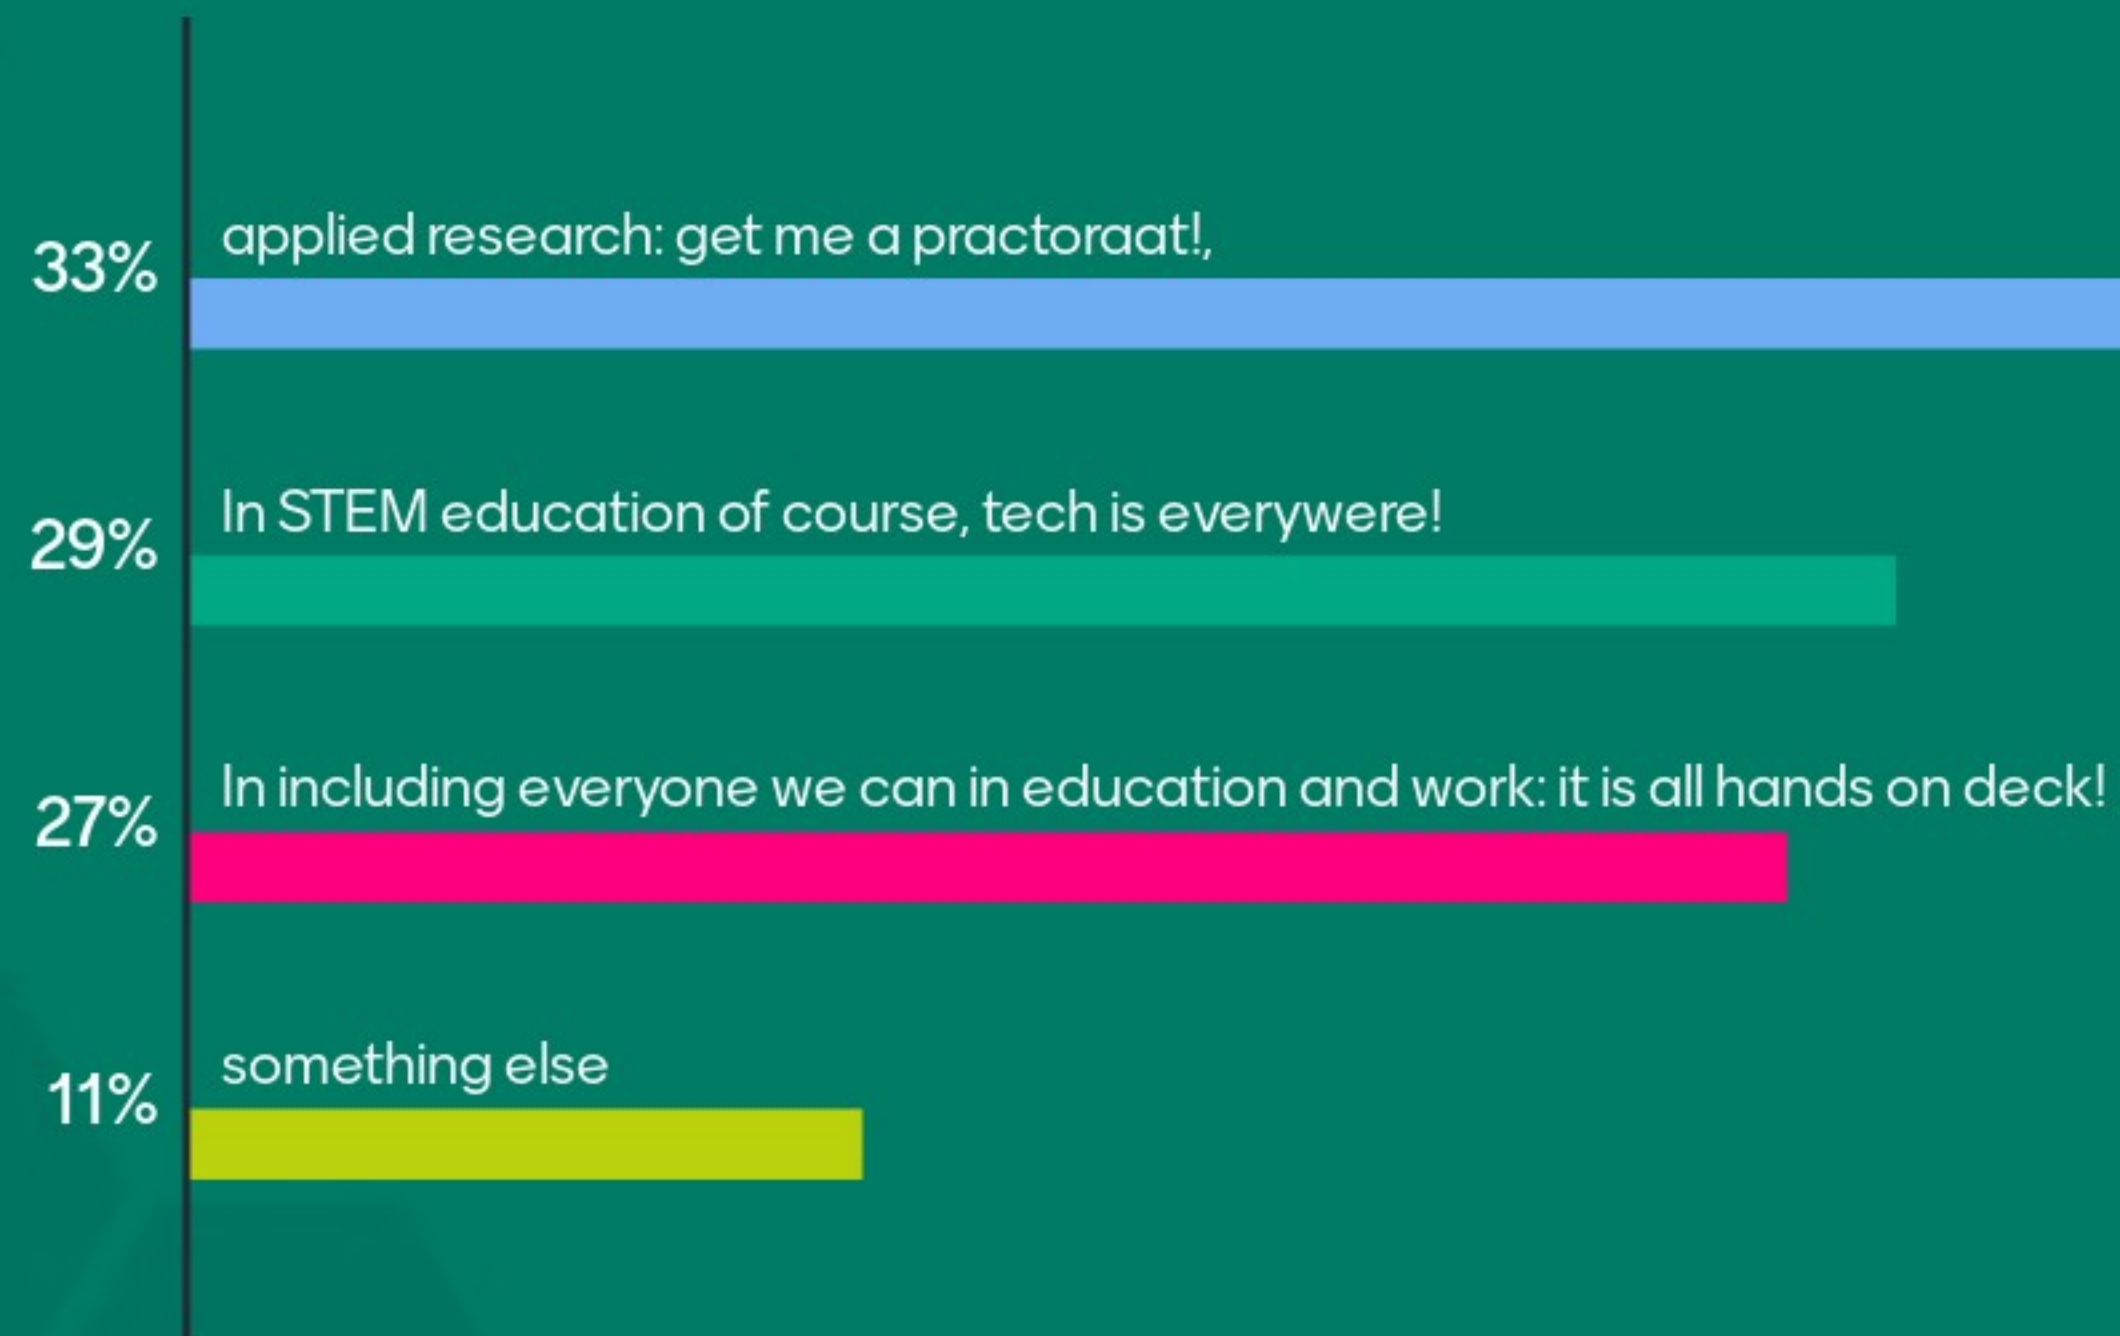 applied research: get me a practoraat!,
33%
In STEM education of course, tech is everywere!
29%
In including everyone we can in education and work: it is all hands on deck!
27%
something else
11%